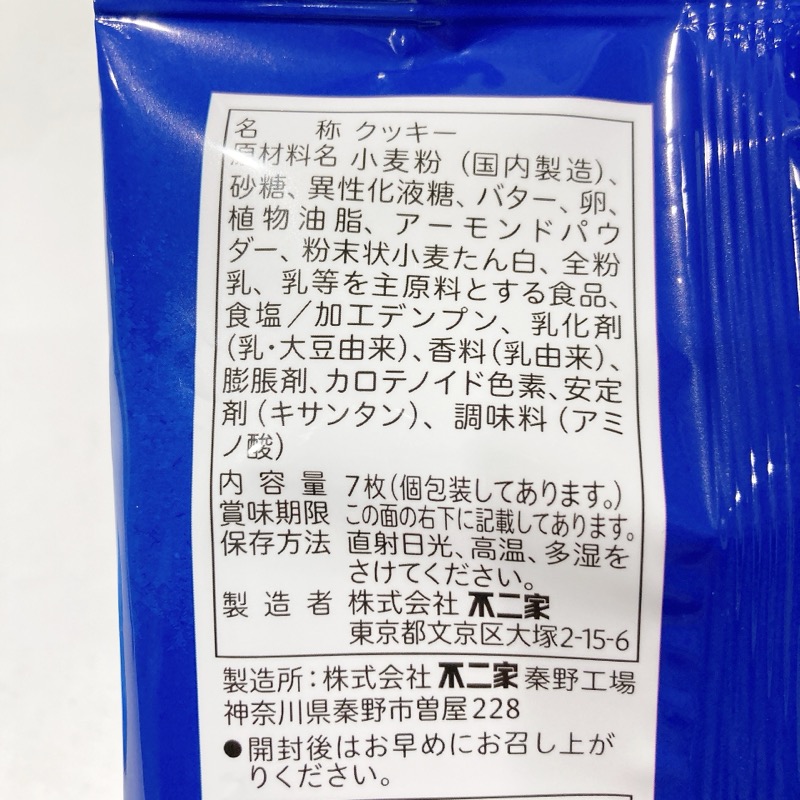 名称 クッキー
原材料名 小麦粉(国内製造)、
砂糖、異性化液糖、バター、卵、
植物油脂、アーモンドパウ
ダー、粉末状小麦たん白、全粉
乳、乳等を主原料とする食品、
食塩/加工デンプン、乳化剤
(乳・大豆由来)、香料(乳由来)、
膨脹剤、カロテノイド色素、安定
剤(キサンタン)、調味料(アミ
ノ酸)
内容量 7枚(個包装してあります。)
賞味期限 この面の右下に記載してあります。
保存方法 直射日光、高温、多湿を
さけてください。
製造者 株式会社 不二家
東京都文京区大塚2-15-6
製造所:株式会社 不二家 秦野工場
神奈川県秦野市曽屋228
●開封後はお早めにお召し上が
りください。